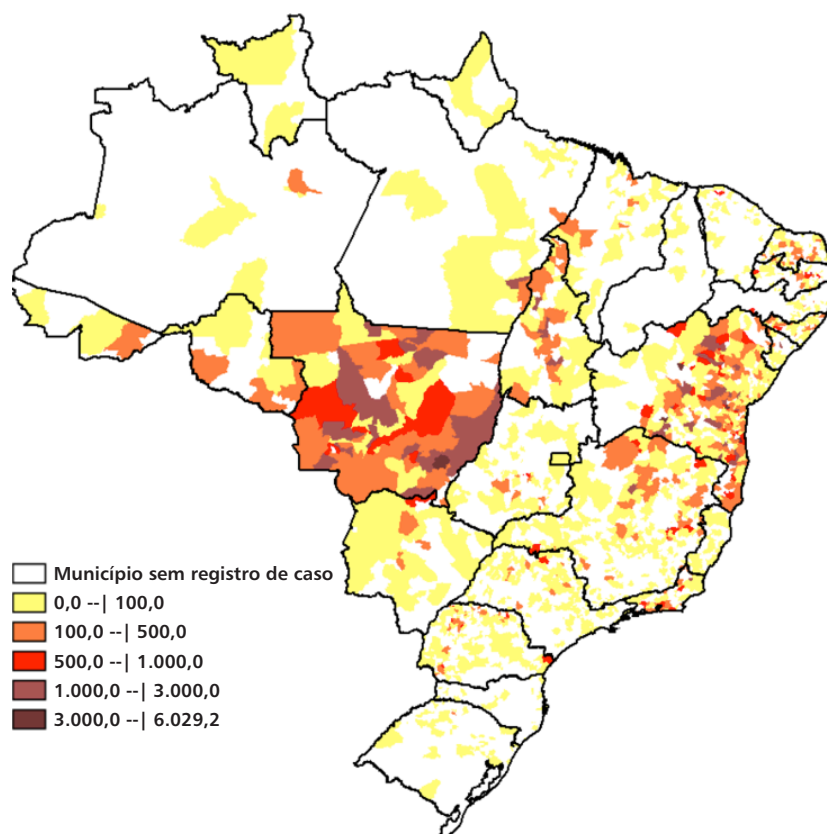 Município sem registro de caso
0,0 --| 100,0
100,0 --| 500,0
500,0 --| 1.000,0
1.000,0 --| 3.000,0
3.000,0 --| 6.029,2